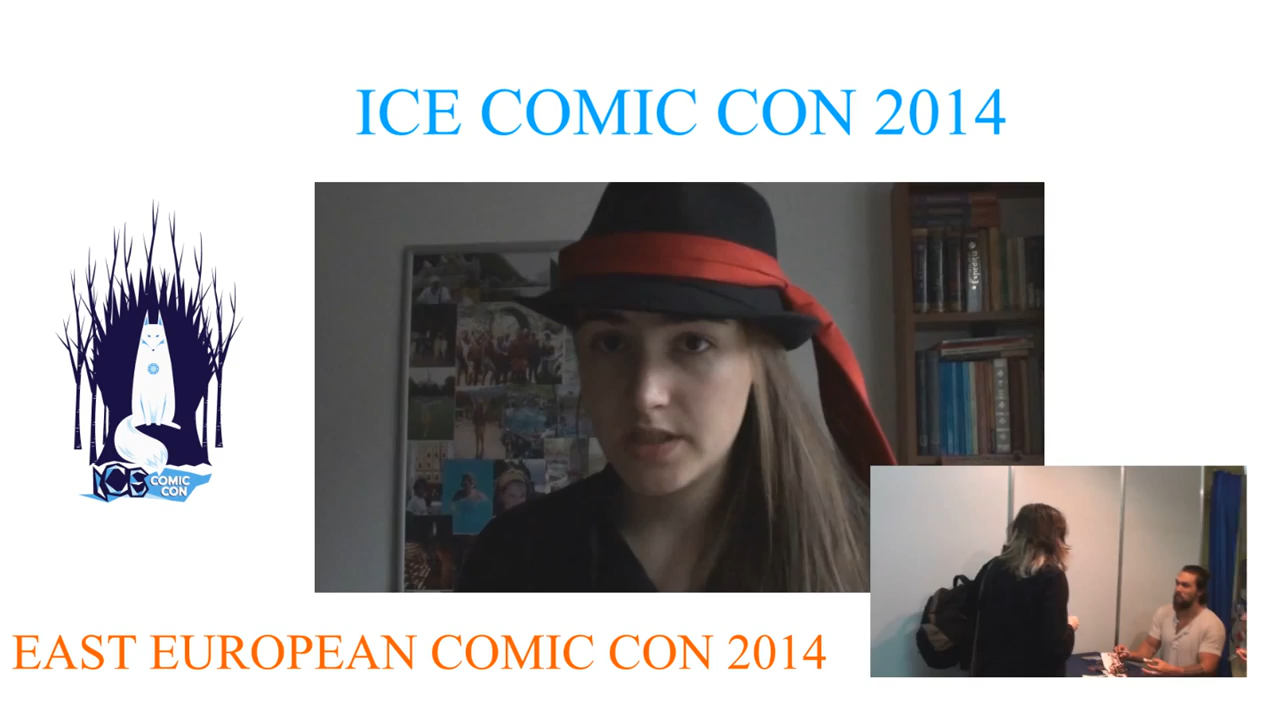 ICE COMIC CON 2014
ICE
COMIC
CON
EAST EUROPEAN COMIC CON 2014